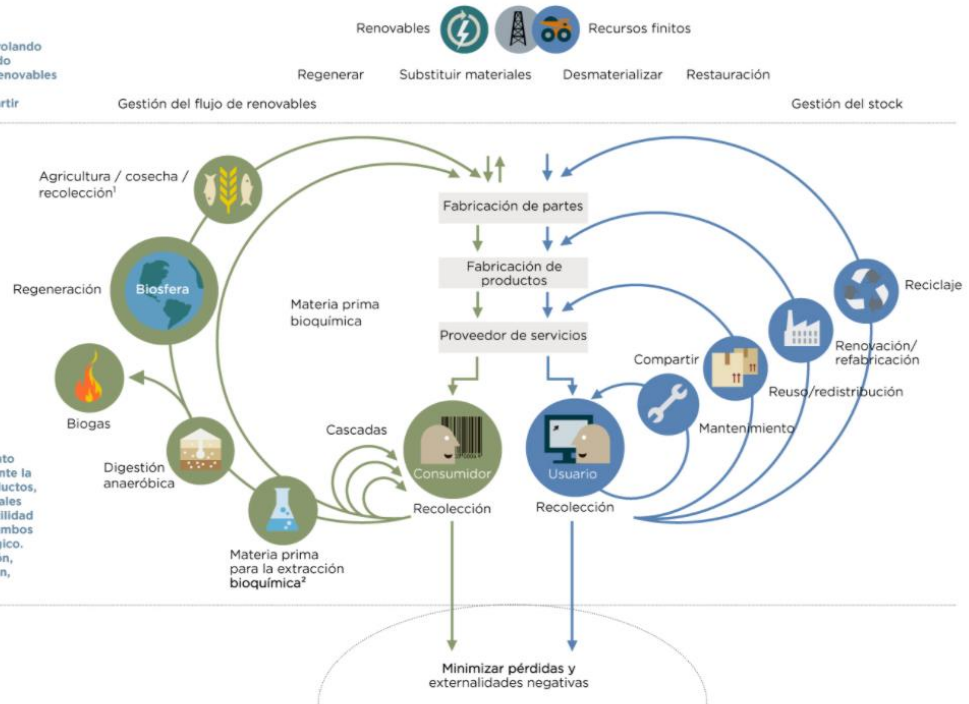 Renovables
Recursos finitos
Regenerar
Substituir materiales
Desmaterializar
Restauración
Gestión del flujo de renovables
Gestión del stock
renovables
Agricultura / cosecha /
recolección¹
Regeneración
Biosfera
Biogas
Digestión
anaeróbica
Materia prima
para la extracción
bioquímica²
Materia prima
bioquímica
Cascadas
Fabricación de partes
Fabricación de
productos
Proveedor de servicios
Consumidor
Recolección
Usuario
Recolección
Compartir
Mantenimiento
Reuso/redistribución
Renovación/
refabricación
Reciclaje
Minimizar pérdidas y
externalidades negativas